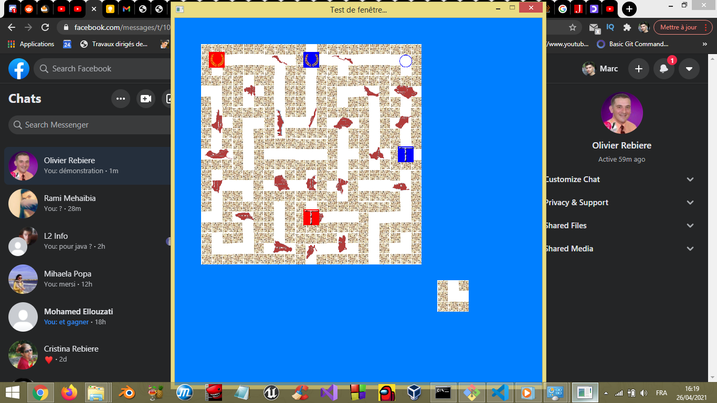 Test de fenêtre...
facebook.com/messages/t/10
Mettre à jour
Applications
Travaux dirigés de...
youtube...
Basic Git Command...
»
Search Facebook
Marc
1
Chats
Search Messenger
Olivier Rebiere
You: démonstration · 1m
Rami Mehaibia
You: ? · 28m
L2 Info
You: pour java ? · 2h
Mihaela Popa
You: mersi · 12h
Mohamed Ellouzati
You: et gagner · 18h
Cristina Rebiere
❤ · 2d
Olivier Rebiere
Active 59m ago
Customize Chat
Privacy & Support
Shared Files
Shared Media
FRA
16:19
26/04/2021